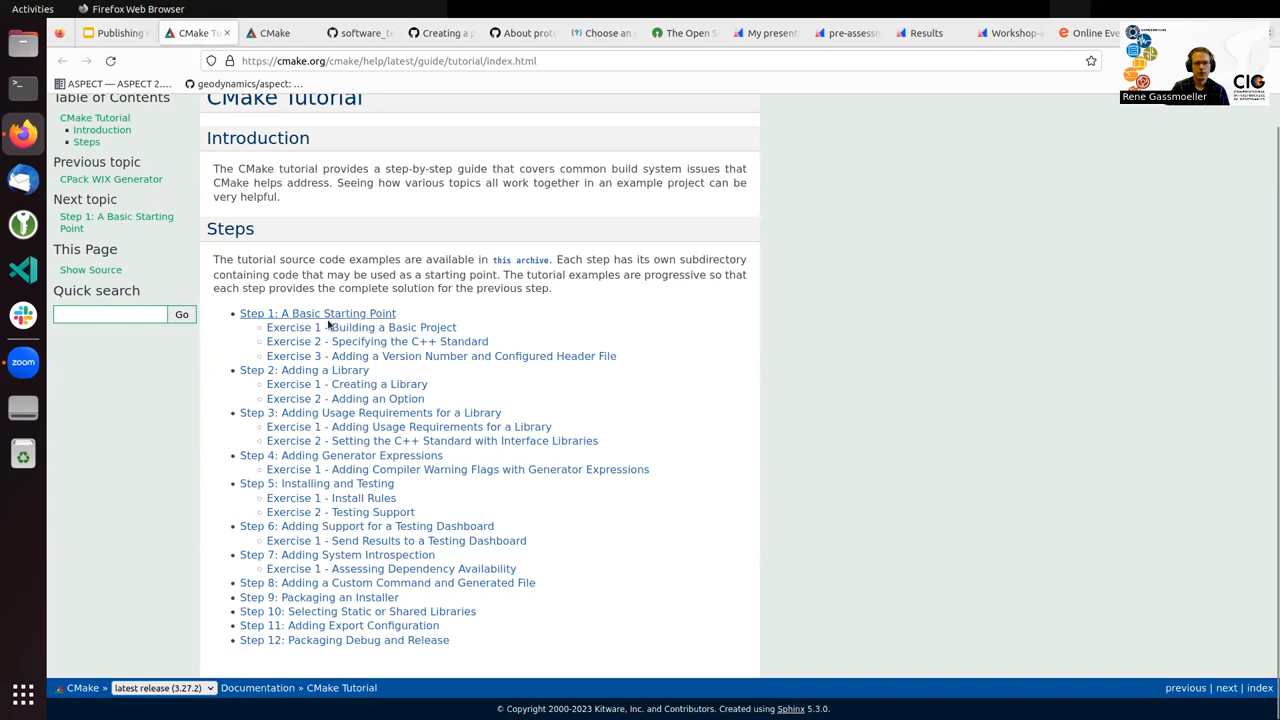 Activities
Firefox Web Browser
Publishing
CMake Tu
CMake
software_te
Creating a p
About prote
Choose an
The Open S
My present
pre-assessm
Results
Workshop-a
Online Eve
https://cmake.org/cmake/help/latest/guide/tutorial/index.html
ASPECT — ASPECT 2....
geodynamics/aspect: ...
Rene Gassmoeller
CIG
Table of Contents
CMake Tutorial
Introduction
Steps
Previous topic
CPack WIX Generator
Next topic
Step 1: A Basic Starting
Point
This Page
Show Source
Quick search
Go
CMake Tutorial
Introduction
The CMake tutorial provides a step-by-step guide that covers common build system issues that
CMake helps address. Seeing how various topics all work together in an example project can be
very helpful.
Steps
The tutorial source code examples are available in this archive. Each step has its own subdirectory
containing code that may be used as a starting point. The tutorial examples are progressive so that
each step provides the complete solution for the previous step.
Step 1: A Basic Starting Point
Exercise 1 - Building a Basic Project
Exercise 2 - Specifying the C++ Standard
Exercise 3 - Adding a Version Number and Configured Header File
Step 2: Adding a Library
Exercise 1 - Creating a Library
Exercise 2 - Adding an Option
Step 3: Adding Usage Requirements for a Library
Exercise 1 - Adding Usage Requirements for a Library
Exercise 2 - Setting the C++ Standard with Interface Libraries
Step 4: Adding Generator Expressions
Exercise 1 - Adding Compiler Warning Flags with Generator Expressions
Step 5: Installing and Testing
Exercise 1 - Install Rules
Exercise 2 - Testing Support
Step 6: Adding Support for a Testing Dashboard
Exercise 1 - Send Results to a Testing Dashboard
Step 7: Adding System Introspection
Exercise 1 - Assessing Dependency Availability
Step 8: Adding a Custom Command and Generated File
Step 9: Packaging an Installer
Step 10: Selecting Static or Shared Libraries
Step 11: Adding Export Configuration
Step 12: Packaging Debug and Release
zoom
CMake » latest release (3.27.2) Documentation » CMake Tutorial
previous | next | index
© Copyright 2000-2023 Kitware, Inc. and Contributors. Created using Sphinx 5.3.0.